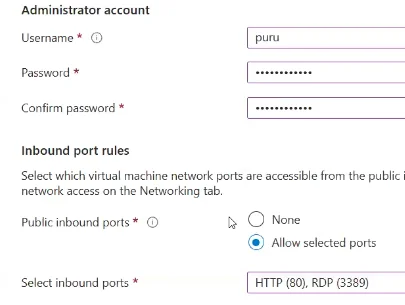 Administrator account
Username * ⓘ
puru
Password *
••••••••••••
Confirm password *
••••••••••••
Inbound port rules
Select which virtual machine network ports are accessible from the public i
network access on the Networking tab.
Public inbound ports * ⓘ
None
Allow selected ports
Select inbound ports *
HTTP (80), RDP (3389)